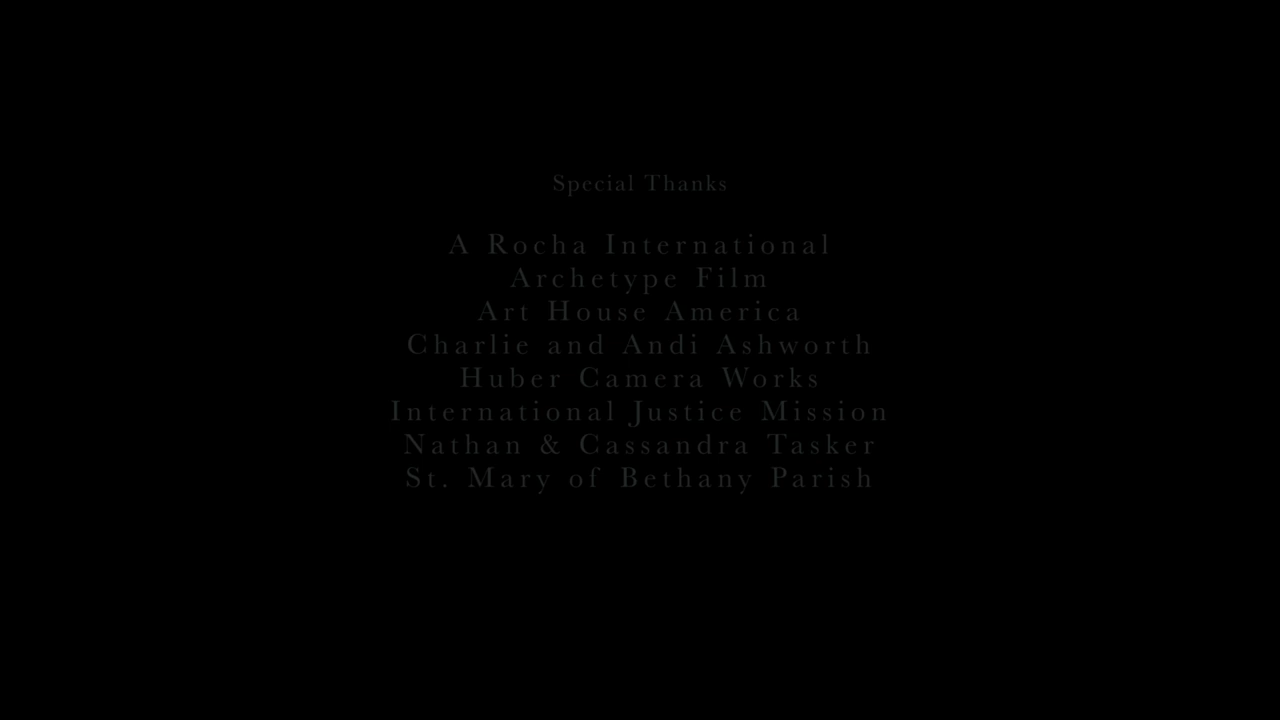 Special Thanks
A Rocha International
Archetype Film
Art House America
Charlie and Andi Ashworth
Huber Camera Works
International Justice Mission
Nathan & Cassandra Tasker
St. Mary of Bethany Parish